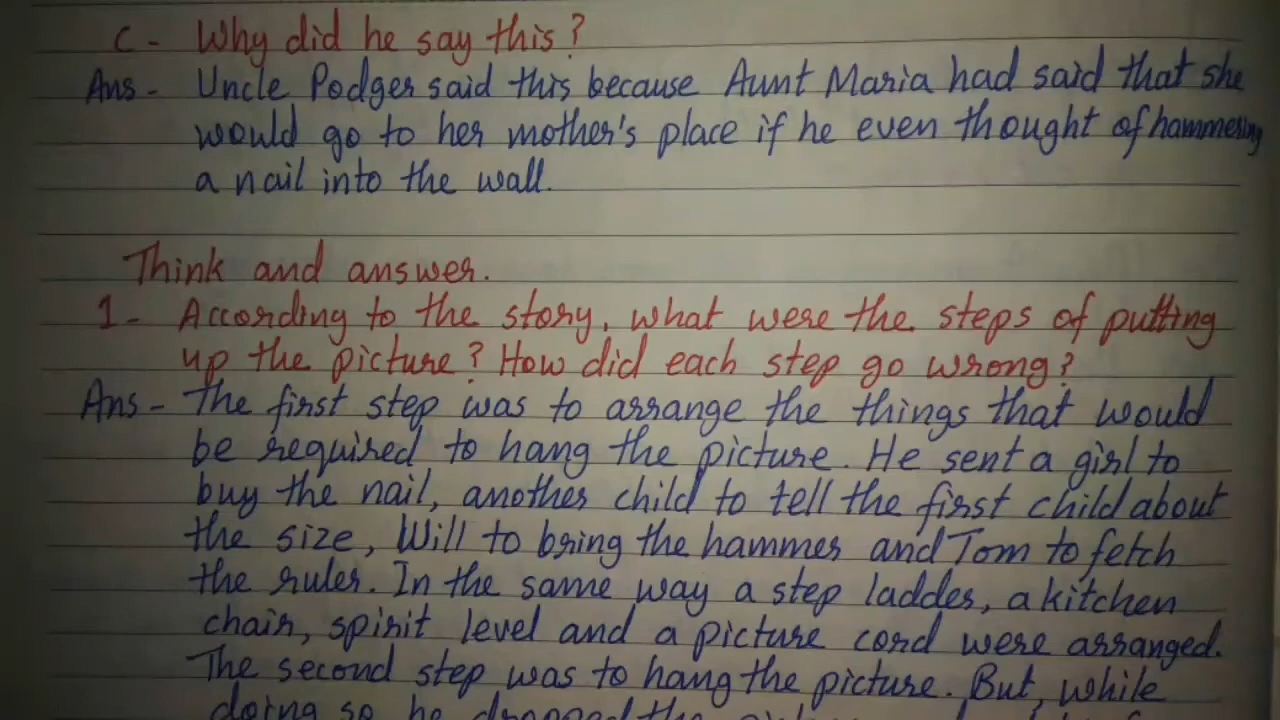 C- Why did he say this?
Ans- Uncle Podger said this because Aunt Maria had said that she
would go to her mother's place if he even thought of hammering
a nail into the wall.
Think and answer.
1- According to the story, what were the steps of putting
up the picture? How did each step go wrong?
Ans- The first step was to arrange the things that would
be required to hang the picture. He sent a girl to
buy the nail, another child to tell the first child about
the size, Will to bring the hammer and Tom to fetch
the ruler. In the same way a step ladder, a kitchen
chair, spirit level and a picture cord were arranged.
The second step was to hang the picture. But, while
doing so he dropped the